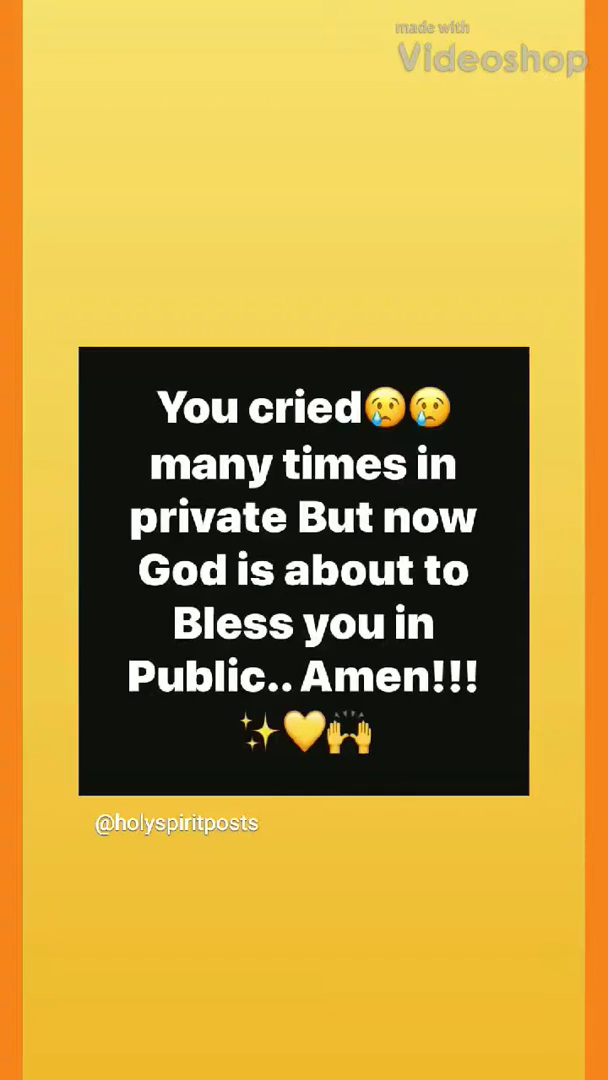 made with
Videoshop
You cried😢😢
many times in
private But now
God is about to
Bless you in
Public.. Amen!!!
✨💛🙌
@holyspiritposts